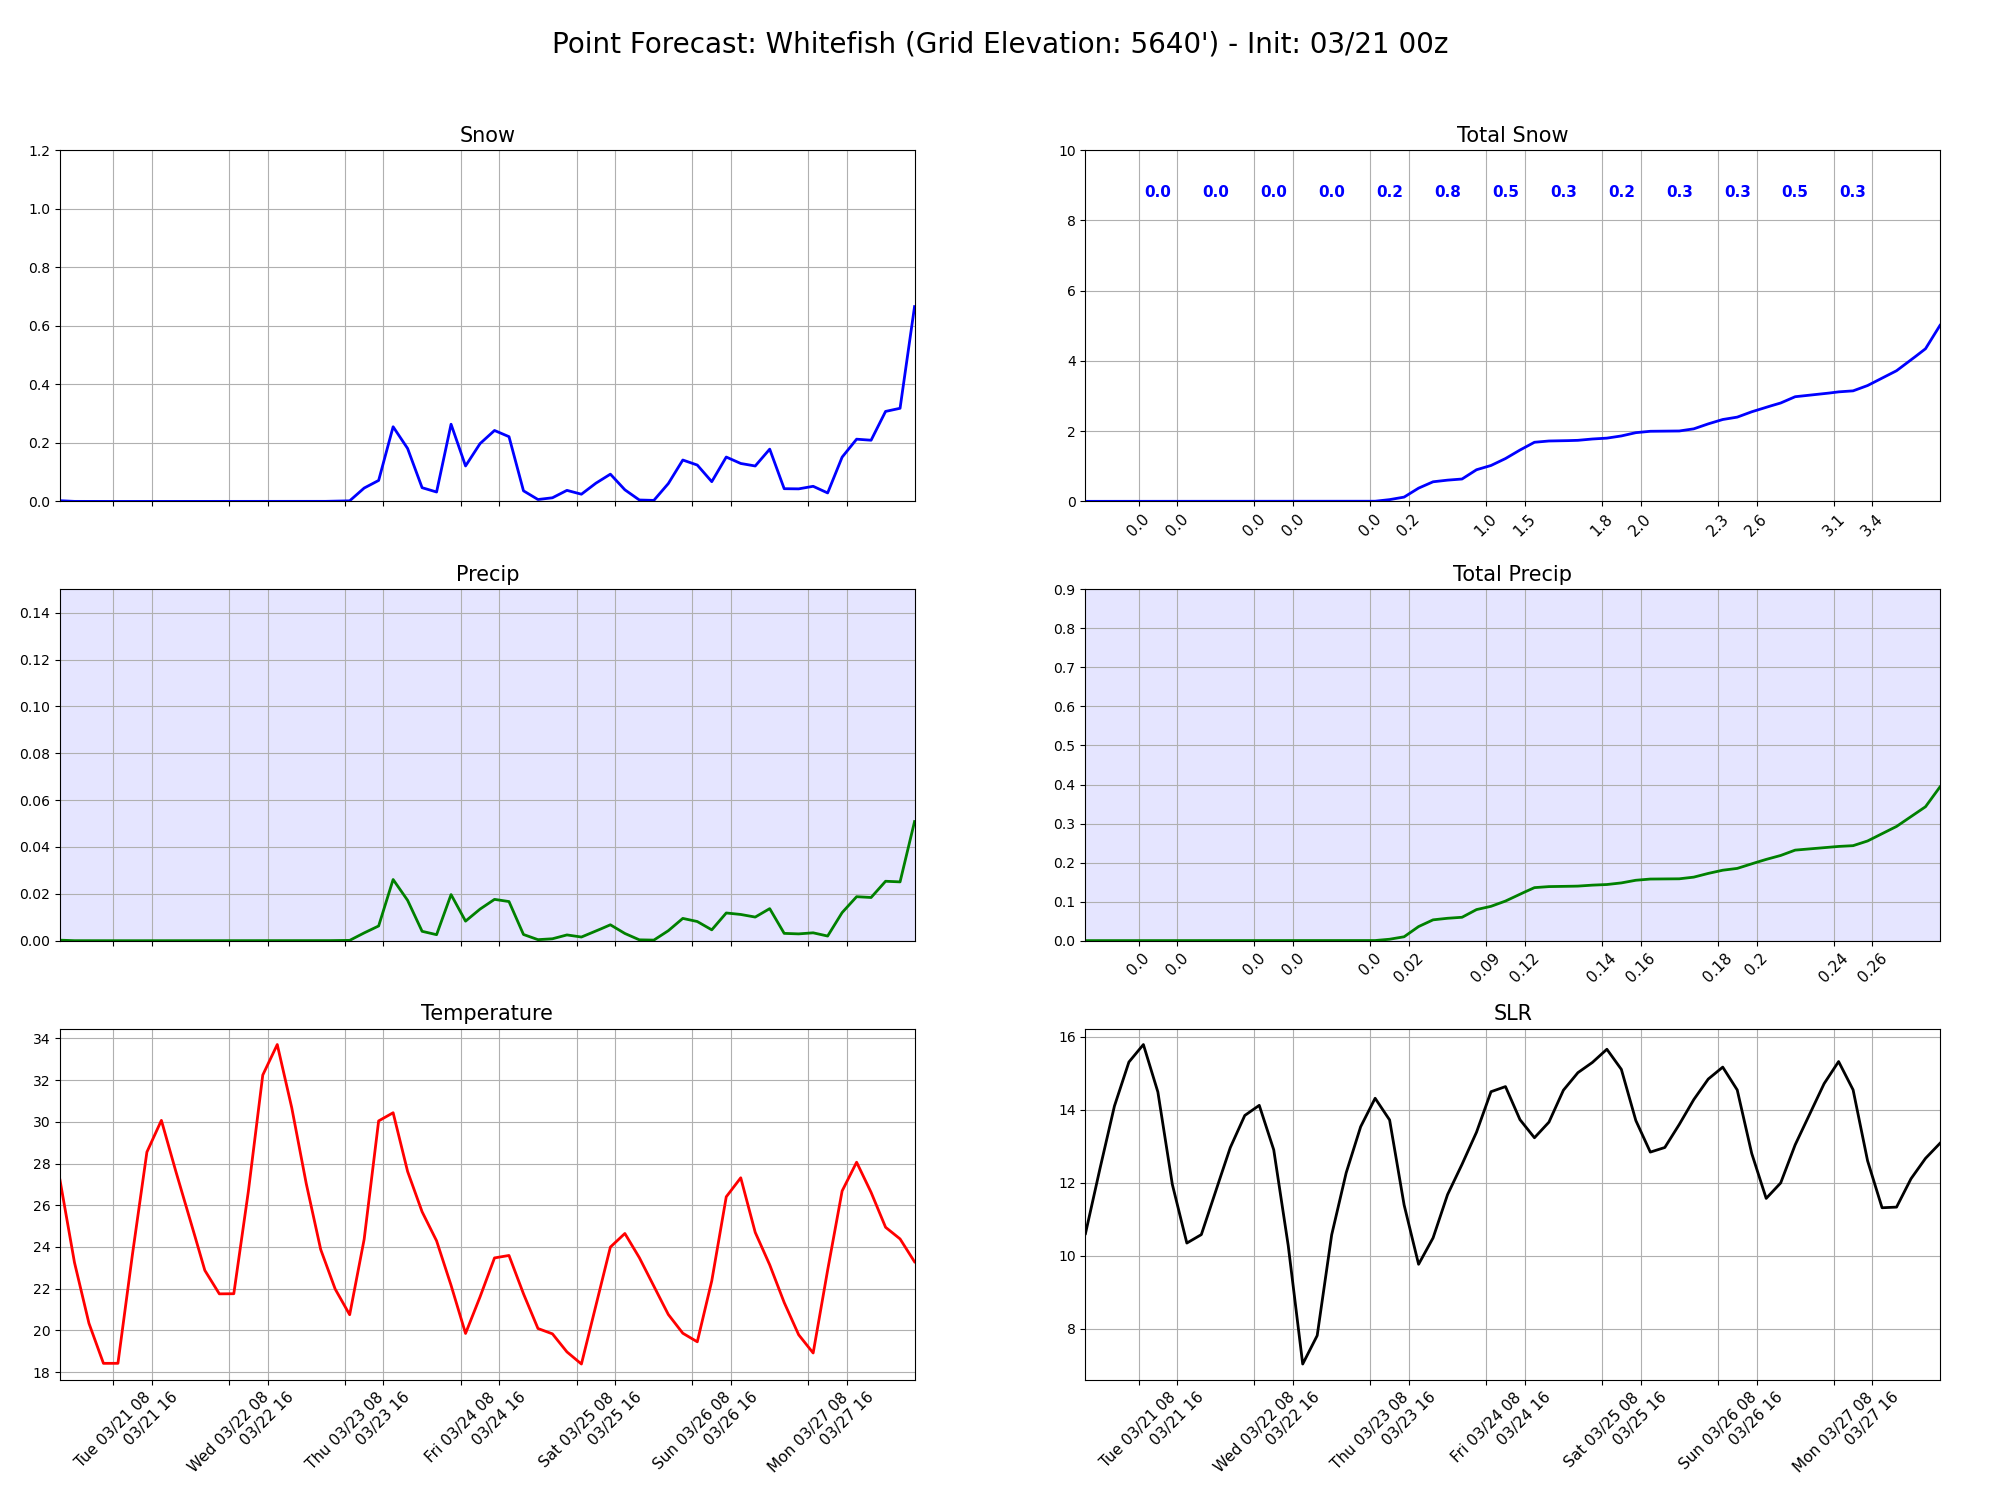 Point Forecast: Whitefish (Grid Elevation: 5640') - Init: 03/21 00z
Snow
1.2
1.0
0.8
0.6
0.4
0.2
0.0
Total Snow
10
8
6
4
2
0
0.0 0.0 0.0 0.0 0.2 0.8 0.5 0.3 0.2 0.3 0.3 0.5 0.3
0.0 0.0 0.0 0.0 0.0 0.2 1.0 1.5 1.8 2.0 2.3 2.6 3.1 3.4
Precip
0.14
0.12
0.10
0.08
0.06
0.04
0.02
0.00
Total Precip
0.9
0.8
0.7
0.6
0.5
0.4
0.3
0.2
0.1
0.0
0.0 0.0 0.0 0.0 0.0 0.02 0.09 0.12 0.14 0.16 0.18 0.2 0.24 0.26
Temperature
34
32
30
28
26
24
22
20
18
Tue 03/21 08
03/21 16
Wed 03/22 08
03/22 16
Thu 03/23 08
03/23 16
Fri 03/24 08
03/24 16
Sat 03/25 08
03/25 16
Sun 03/26 08
03/26 16
Mon 03/27 08
03/27 16
SLR
16
14
12
10
8
Tue 03/21 08
03/21 16
Wed 03/22 08
03/22 16
Thu 03/23 08
03/23 16
Fri 03/24 08
03/24 16
Sat 03/25 08
03/25 16
Sun 03/26 08
03/26 16
Mon 03/27 08
03/27 16